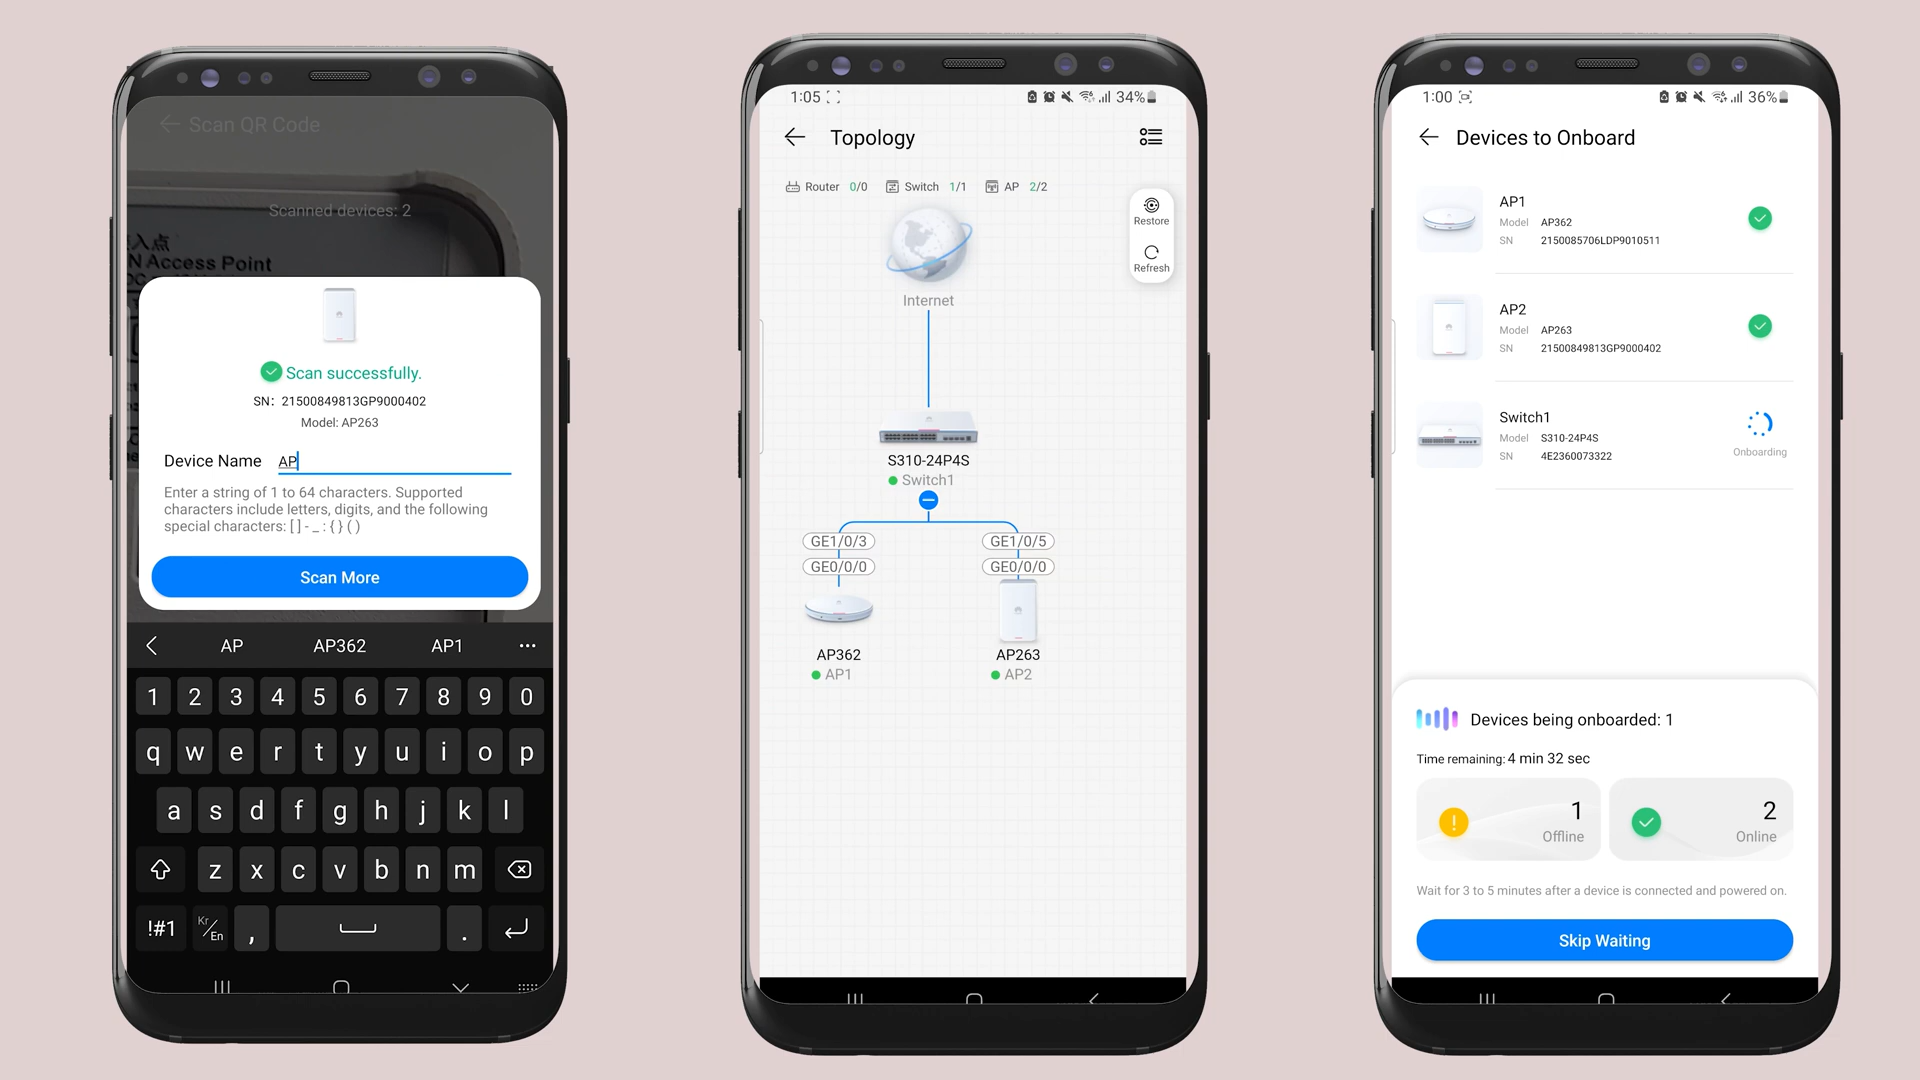 Scan QR Code
Scanned devices: 2
入点
N Access Point
Scan successfully.
SN: 21500849813GP9000402
Model: AP263
Device Name AP
Enter a string of 1 to 64 characters. Supported
characters include letters, digits, and the following
special characters: [ ] - _ : { } ( )
Scan More
AP AP362 AP1 ...
1 2 3 4 5 6 7 8 9 0
q w e r t y u i o p
a s d f g h j k l
z x c v b n m
!#1 Kr/En , .
1:05 34%
Topology
Router 0/0 Switch 1/1 AP 2/2
Restore
Refresh
Internet
S310-24P4S
Switch1
GE1/0/3 GE1/0/5
GE0/0/0 GE0/0/0
AP362 AP263
AP1 AP2
1:00 36%
Devices to Onboard
AP1
Model AP362
SN 2150085706LDP9010511
AP2
Model AP263
SN 21500849813GP9000402
Switch1
Model S310-24P4S
SN 4E2360073322
Onboarding
Devices being onboarded: 1
Time remaining: 4 min 32 sec
1 2
Offline Online
Wait for 3 to 5 minutes after a device is connected and powered on.
Skip Waiting